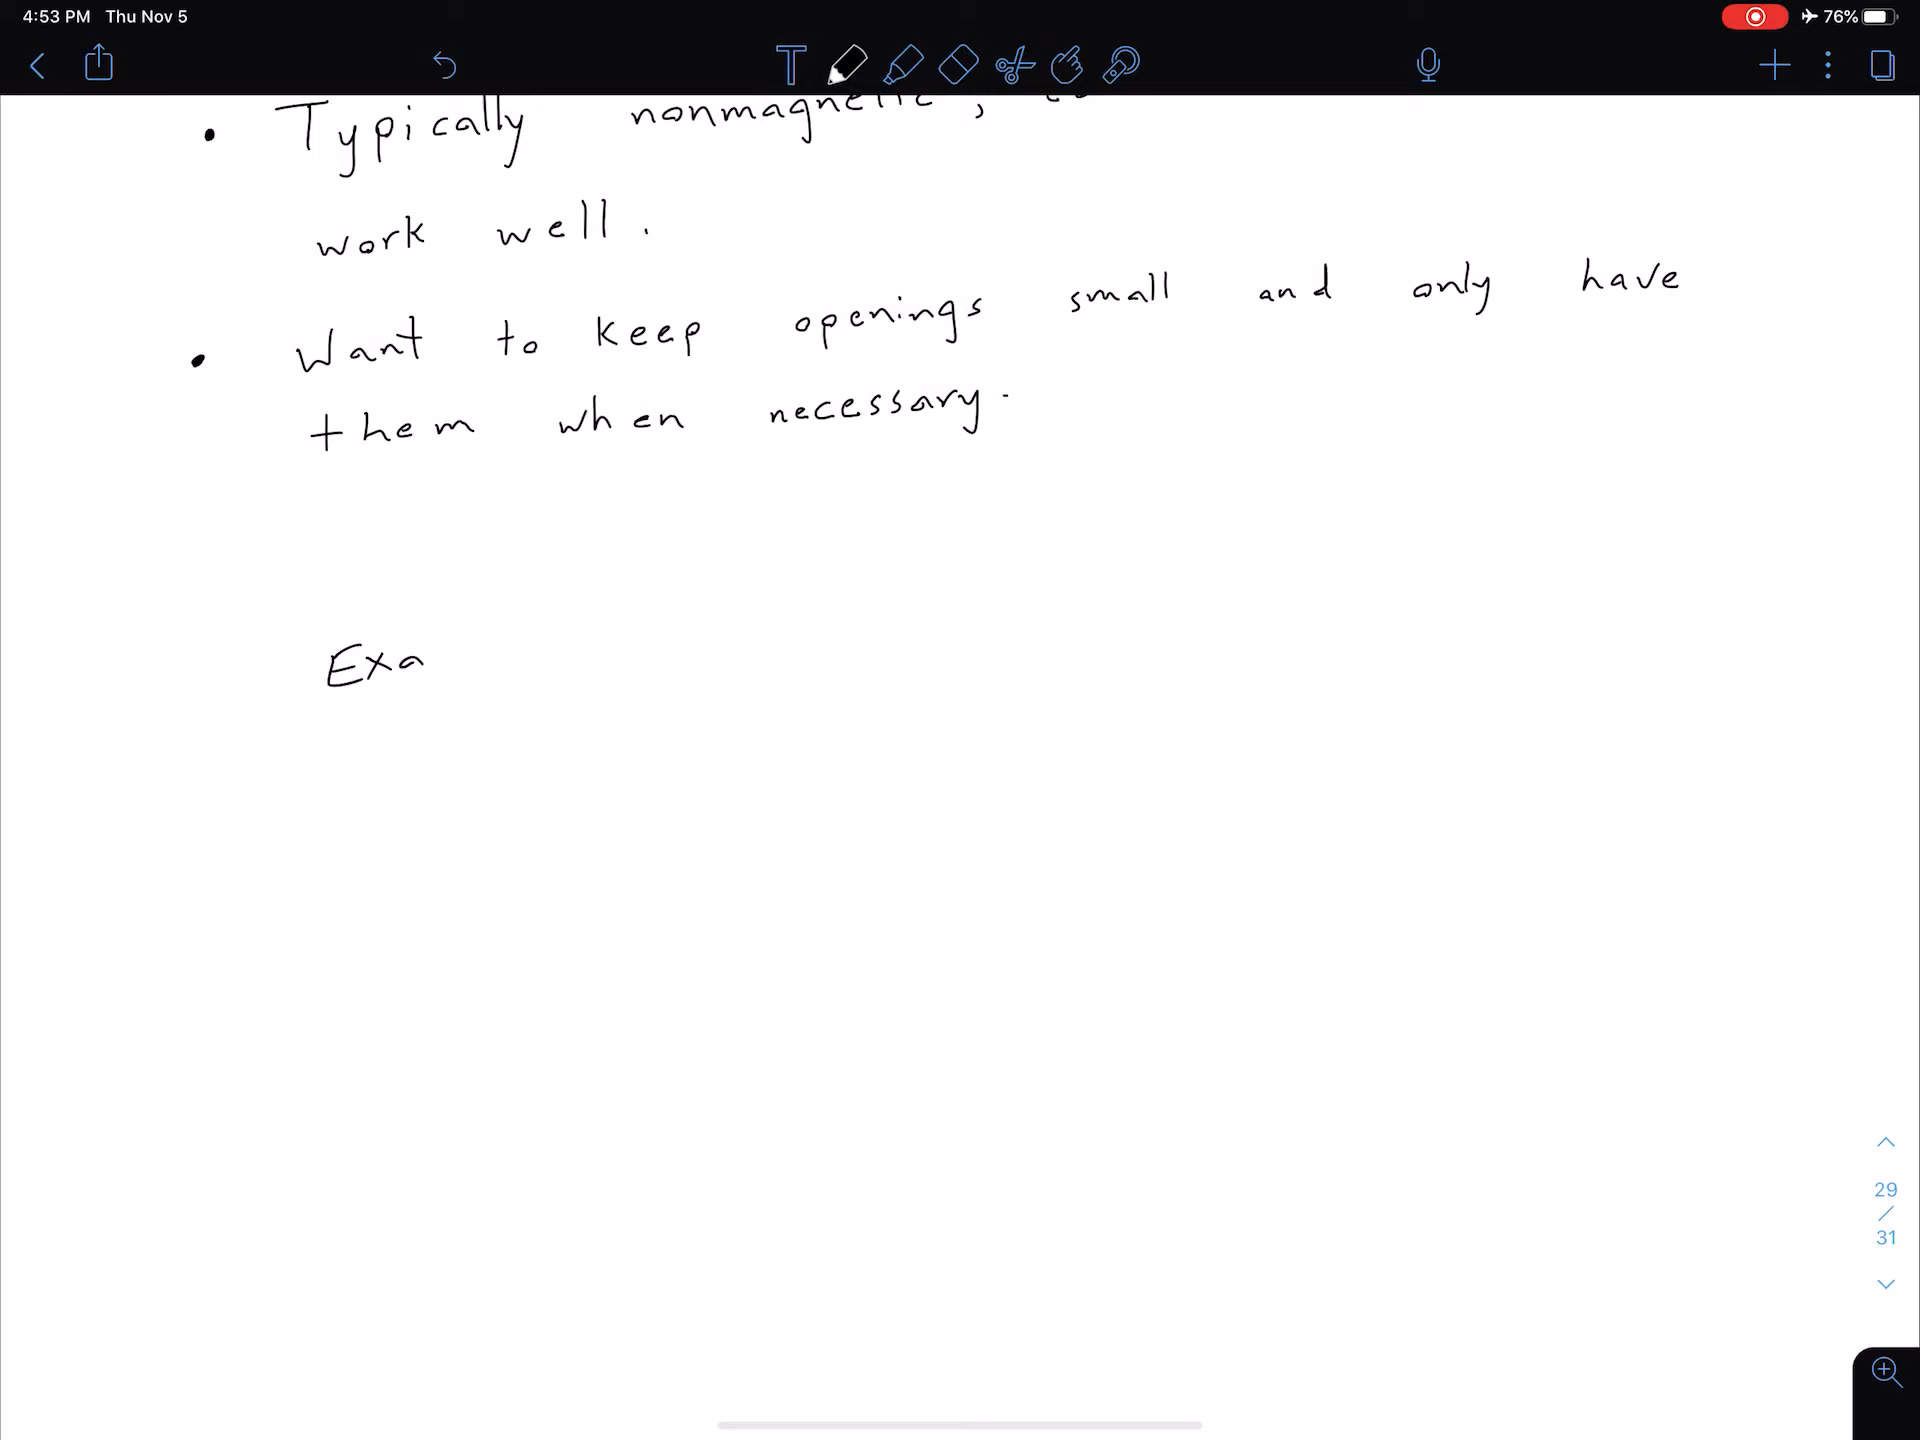 4:53 PM Thu Nov 5
76%
T
• Typically nonmagnetic,
work well.
• Want to keep openings small and only have
them when necessary.
Exa
29
/
31